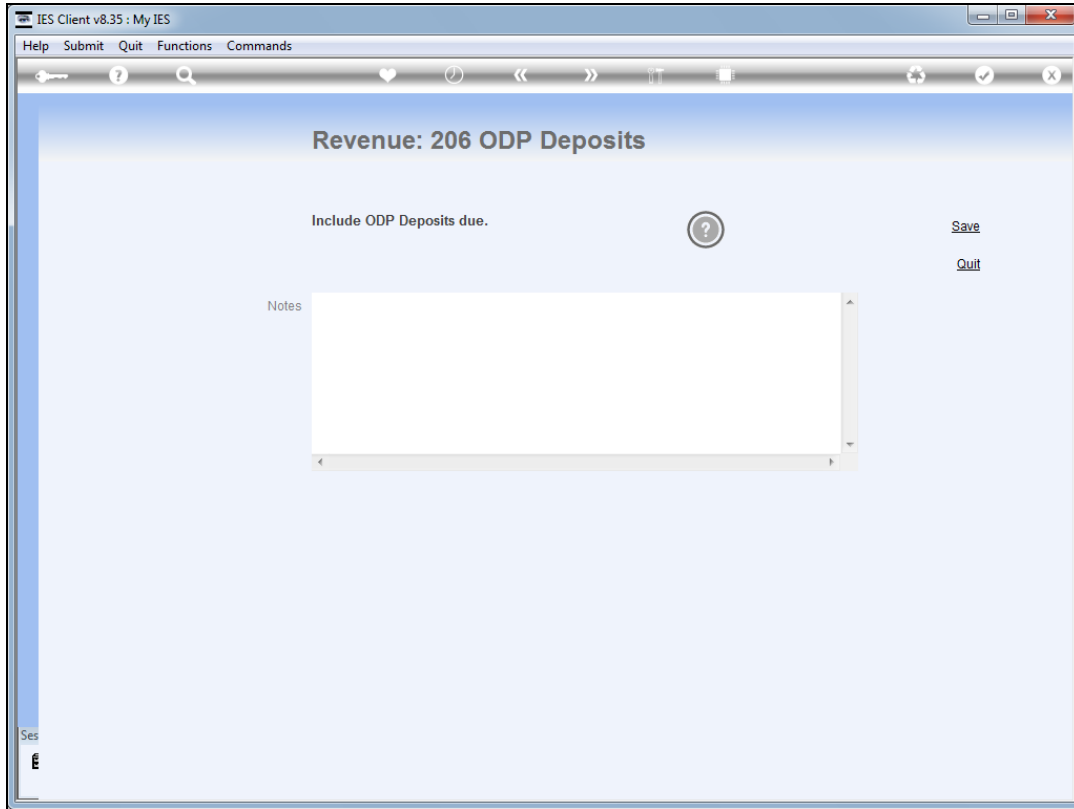 IES Client v8.35 : My IES
Help Submit Quit Functions Commands
Revenue: 206 ODP Deposits
Include ODP Deposits due.
?
Save
Quit
Notes
Ses